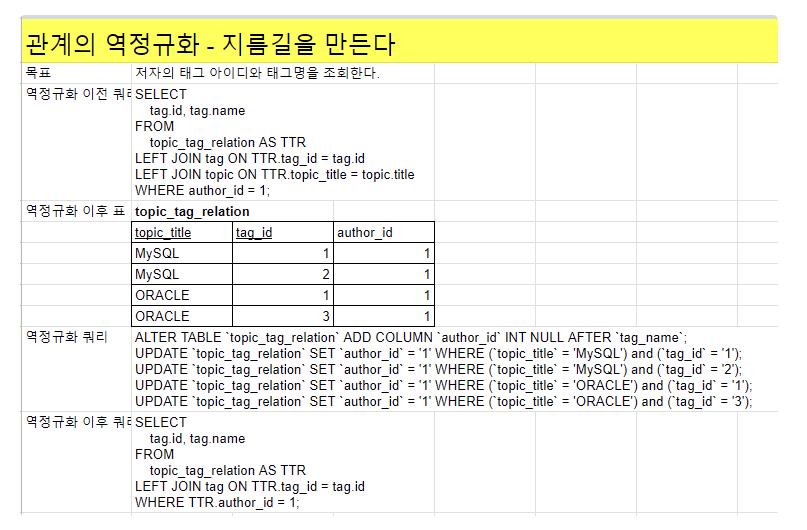 관계의 역정규화 - 지름길을 만든다
목표 저자의 태그 아이디와 태그명을 조회한다.
역정규화 이전 쿼 SELECT
tag.id, tag.name
FROM
topic_tag_relation AS TTR
LEFT JOIN tag ON TTR.tag_id = tag.id
LEFT JOIN topic ON TTR.topic_title = topic.title
WHERE author_id = 1;
역정규화 이후 표 topic_tag_relation
topic_title tag_id author_id
MySQL 1 1
MySQL 2 1
ORACLE 1 1
ORACLE 3 1
역정규화 쿼리 ALTER TABLE `topic_tag_relation` ADD COLUMN `author_id` INT NULL AFTER `tag_name`;
UPDATE `topic_tag_relation` SET `author_id` = '1' WHERE (`topic_title` = 'MySQL') and (`tag_id` = '1');
UPDATE `topic_tag_relation` SET `author_id` = '1' WHERE (`topic_title` = 'MySQL') and (`tag_id` = '2');
UPDATE `topic_tag_relation` SET `author_id` = '1' WHERE (`topic_title` = 'ORACLE') and (`tag_id` = '1');
UPDATE `topic_tag_relation` SET `author_id` = '1' WHERE (`topic_title` = 'ORACLE') and (`tag_id` = '3');
역정규화 이후 쿼 SELECT
tag.id, tag.name
FROM
topic_tag_relation AS TTR
LEFT JOIN tag ON TTR.tag_id = tag.id
WHERE TTR.author_id = 1;